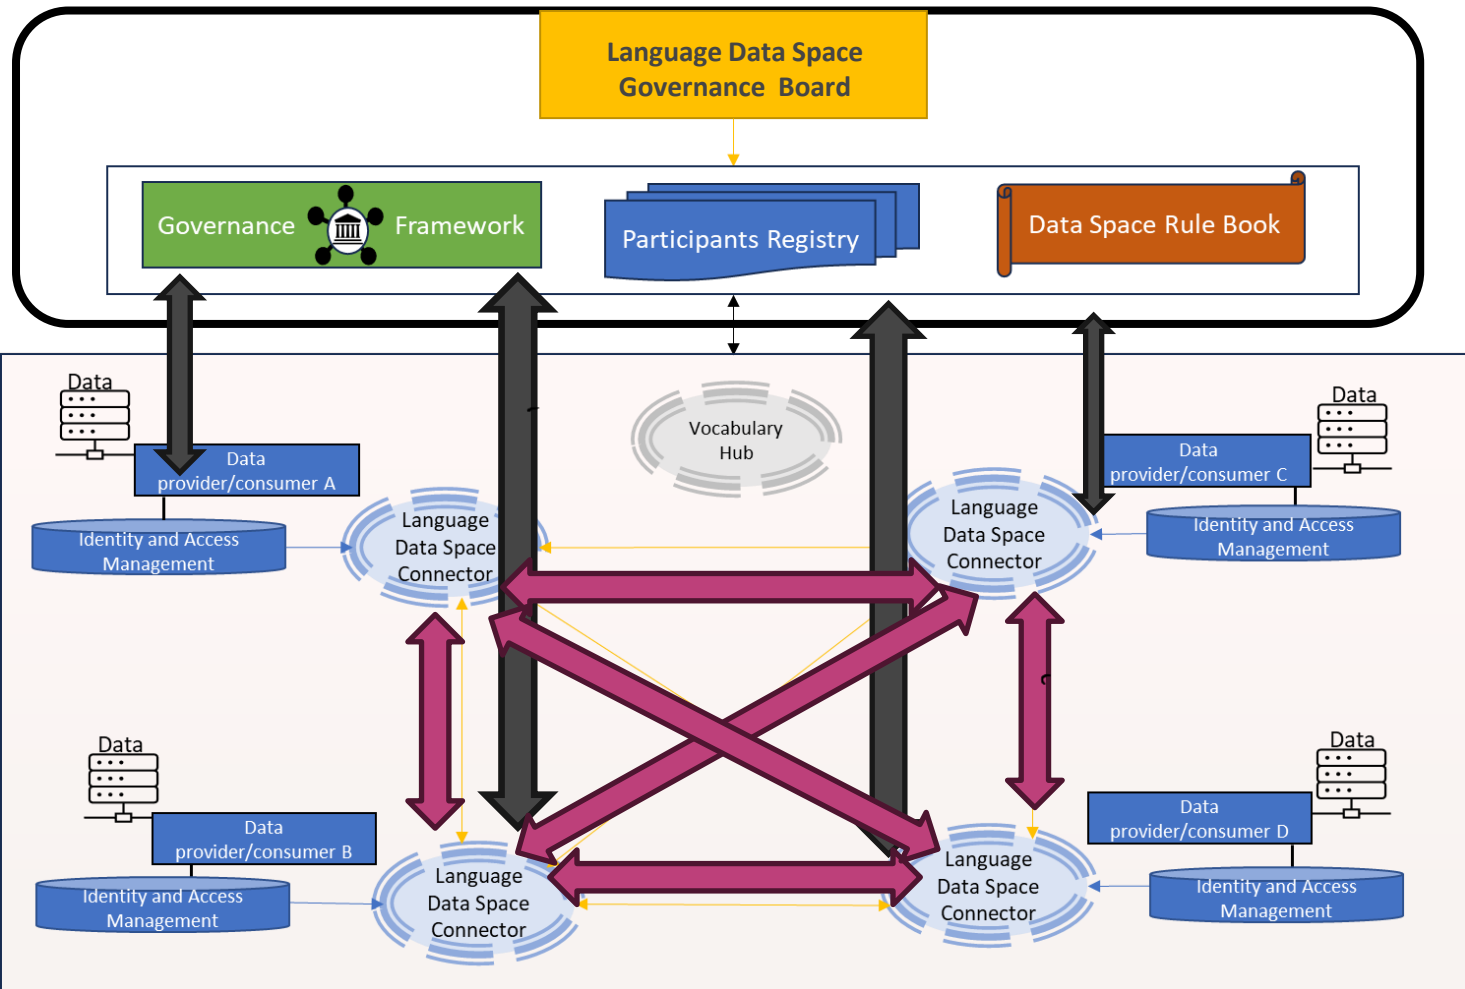 Language Data Space
Governance Board
Governance Framework
Participants Registry
Data Space Rule Book
Data
Data
provider/consumer A
Identity and Access
Management
Language
Data Space
Connector
Vocabulary
Hub
Language
Data Space
Connector
Data
Data
provider/consumer C
Identity and Access
Management
Data
Data
provider/consumer B
Identity and Access
Management
Language
Data Space
Connector
Language
Data Space
Connector
Data
Data
provider/consumer D
Identity and Access
Management